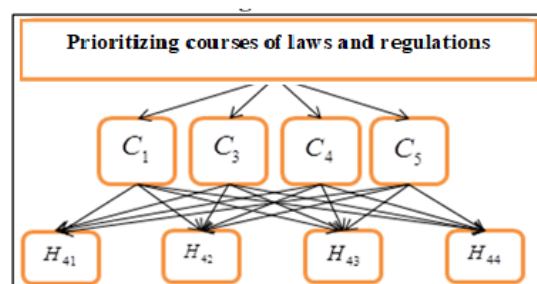 Prioritizing courses of laws and regulations
C₁ C₃ C₄ C₅
H₄₁ H₄₂ H₄₃ H₄₄